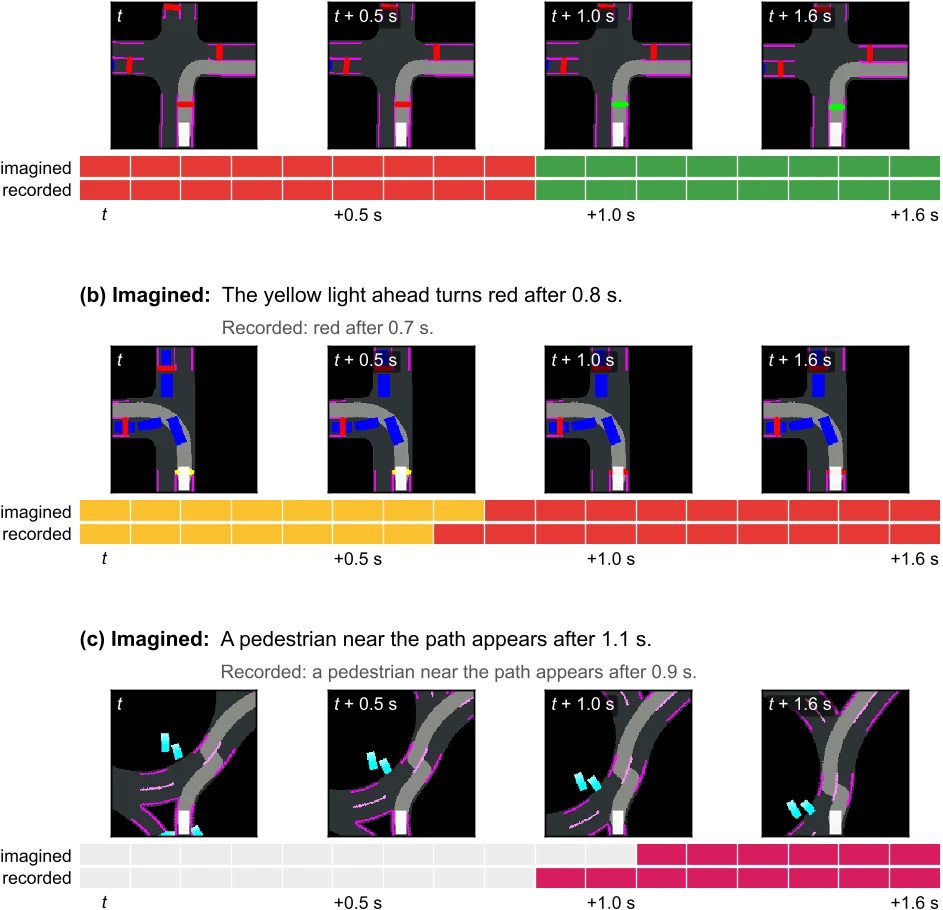 t
t + 0.5 s
t + 1.0 s
t + 1.6 s
imagined
recorded
t +0.5 s +1.0 s +1.6 s
(b) Imagined: The yellow light ahead turns red after 0.8 s.
Recorded: red after 0.7 s.
t
t + 0.5 s
t + 1.0 s
t + 1.6 s
imagined
recorded
t +0.5 s +1.0 s +1.6 s
(c) Imagined: A pedestrian near the path appears after 1.1 s.
Recorded: a pedestrian near the path appears after 0.9 s.
t
t + 0.5 s
t + 1.0 s
t + 1.6 s
imagined
recorded
t +0.5 s +1.0 s +1.6 s